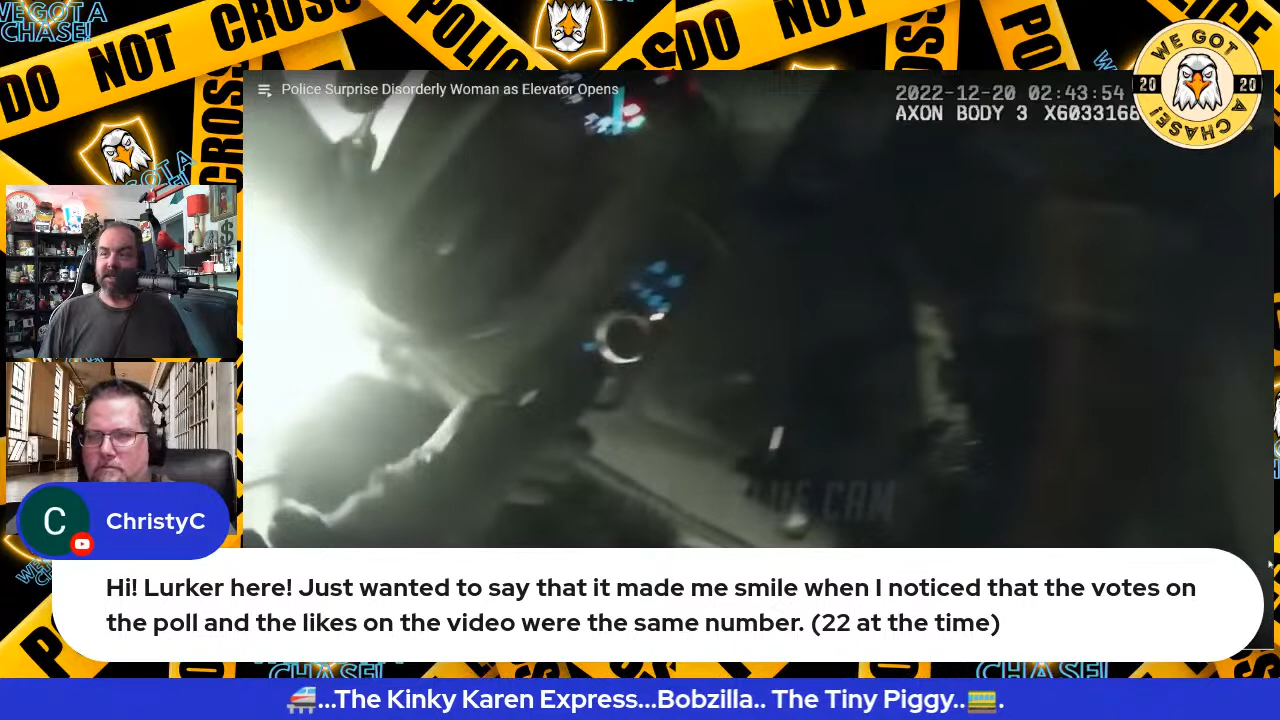 WE GOT A
CHASE!
DO NOT CROSS
POLICE
DO NOT
CROSS
POLICE
Police Surprise Disorderly Woman as Elevator Opens
2022-12-20 02:43:54
AXON BODY 3 X6033168
WE GOT
20 20
A CHASE!
ChristyC
Hi! Lurker here! Just wanted to say that it made me smile when I noticed that the votes on
the poll and the likes on the video were the same number. (22 at the time)
CHASE!
CHASE!
...The Kinky Karen Express...Bobzilla.. The Tiny Piggy...